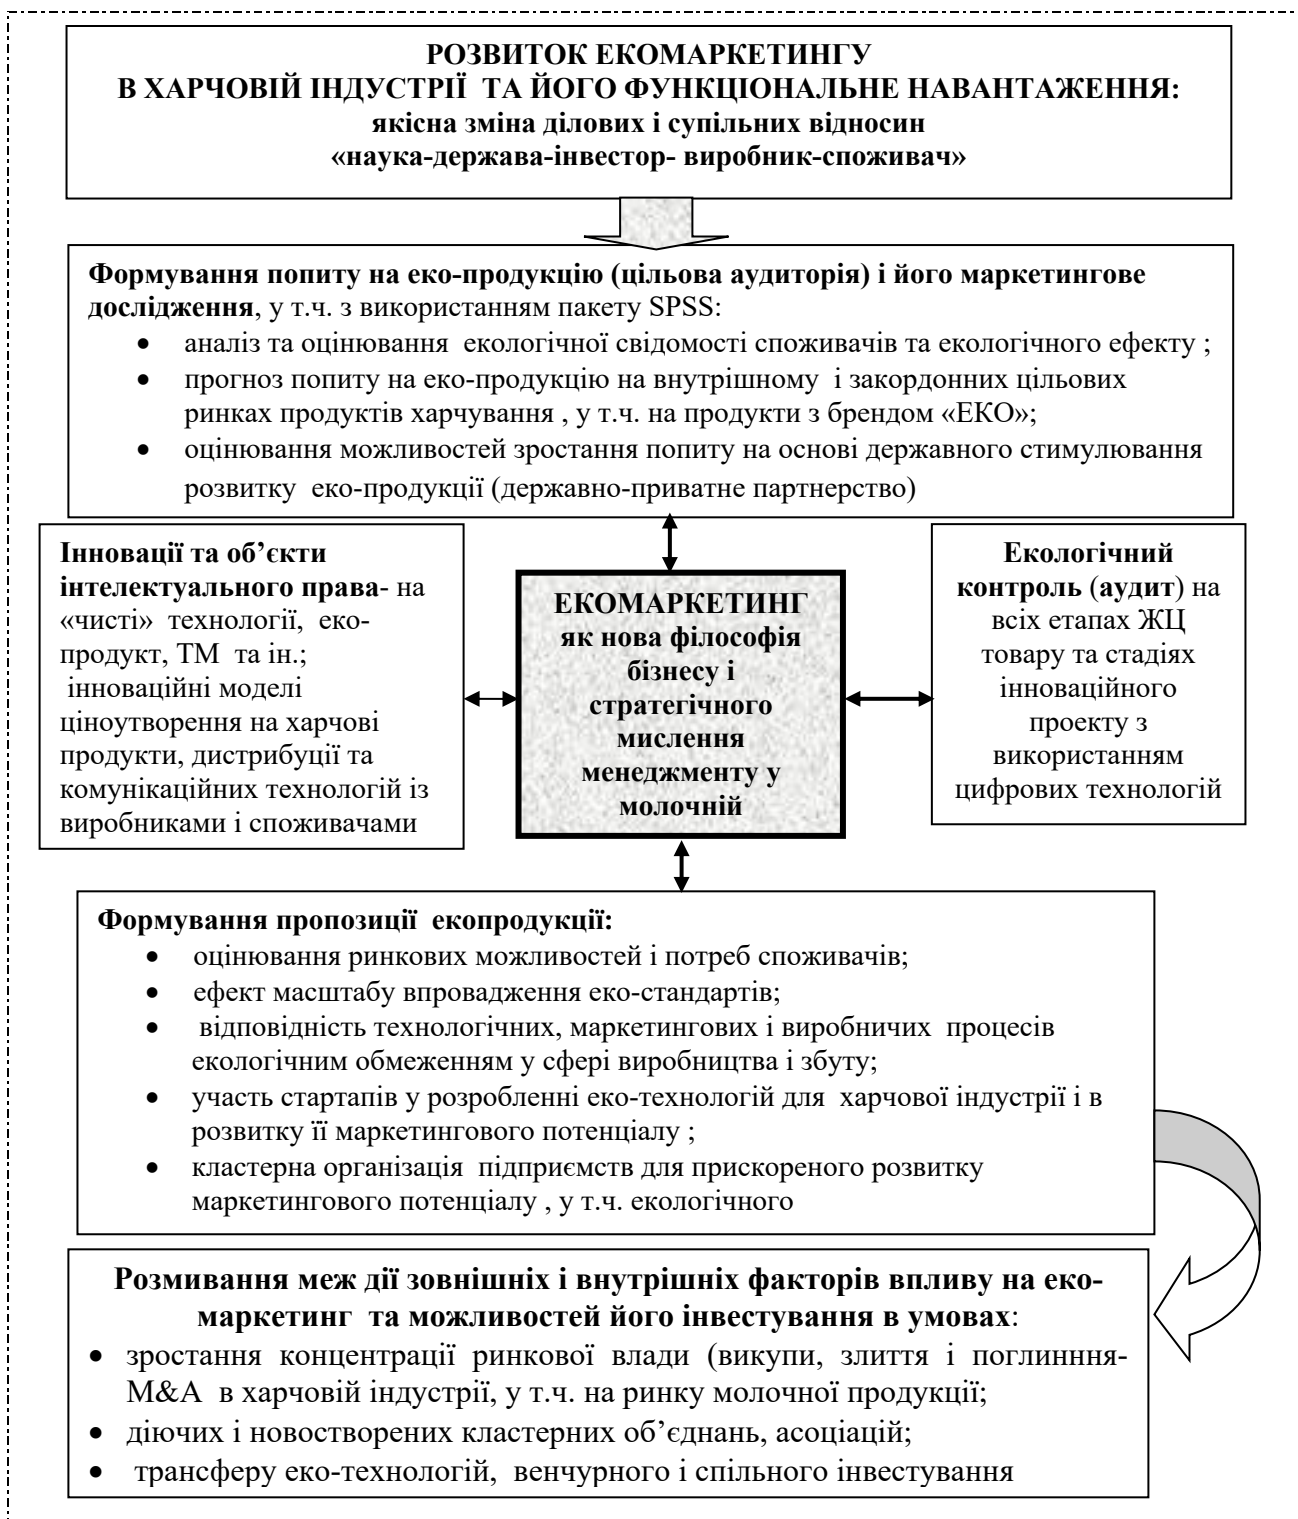 РОЗВИТОК ЕКОМАРКЕТИНГУ
В ХАРЧОВІЙ ІНДУСТРІЇ ТА ЙОГО ФУНКЦІОНАЛЬНЕ НАВАНТАЖЕННЯ:
якісна зміна ділових і супільних відносин
«наука-держава-інвестор- виробник-споживач»
Формування попиту на еко-продукцію (цільова аудиторія) і його маркетингове
дослідження, у т.ч. з використанням пакету SPSS:
• аналіз та оцінювання екологічної свідомості споживачів та екологічного ефекту ;
• прогноз попиту на еко-продукцію на внутрішному і закордонних цільових
ринках продуктів харчування , у т.ч. на продукти з брендом «ЕКО»;
• оцінювання можливостей зростання попиту на основі державного стимулювання
розвитку еко-продукції (державно-приватне партнерство)
Інновації та об’єкти
інтелектуального права- на
«чисті» технології, еко-
продукт, ТМ та ін.;
інноваційні моделі
ціноутворення на харчові
продукти, дистрибуції та
комунікаційних технологій із
виробниками і споживачами
ЕКОМАРКЕТИНГ
як нова філософія
бізнесу і
стратегічного
мислення
менеджменту у
молочній
Екологічний
контроль (аудит) на
всіх етапах ЖЦ
товару та стадіях
інноваційного
проекту з
використанням
цифрових технологій
Формування пропозиції екопродукції:
• оцінювання ринкових можливостей і потреб споживачів;
• ефект масштабу впровадження еко-стандартів;
• відповідність технологічних, маркетингових і виробничих процесів
екологічним обмеженням у сфері виробництва і збуту;
• участь стартапів у розробленні еко-технологій для харчової індустрії і в
розвитку її маркетингового потенціалу ;
• кластерна організація підприємств для прискореного розвитку
маркетингового потенціалу , у т.ч. екологічного
Розмивання меж дії зовнішніх і внутрішніх факторів впливу на еко-
маркетинг та можливостей його інвестування в умовах:
• зростання концентрації ринкової влади (викупи, злиття і поглинння-
M&A в харчовій індустрії, у т.ч. на ринку молочної продукції;
• діючих і новостворених кластерних об’єднань, асоціацій;
• трансферу еко-технологій, венчурного і спільного інвестування